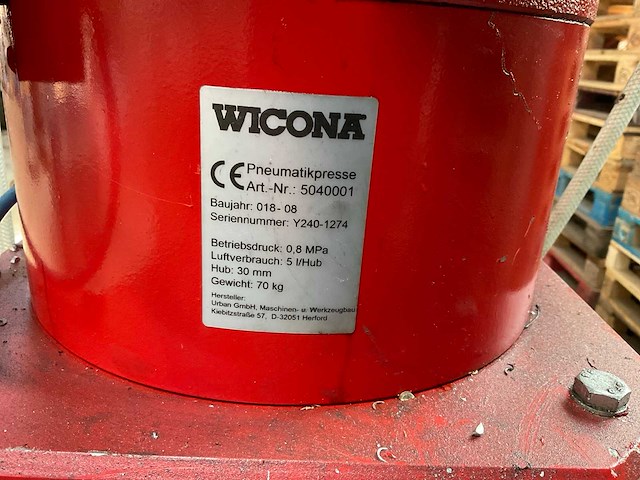 WICONA
CE Pneumatikpresse
Art.-Nr.: 5040001
Baujahr: 018- 08
Seriennummer: Y240-1274
Betriebsdruck: 0,8 MPa
Luftverbrauch: 5 l/Hub
Hub: 30 mm
Gewicht: 70 kg
Hersteller:
Urban GmbH, Maschinen- u. Werkzeugbau
Kiebitzstraße 57, D-32051 Herford